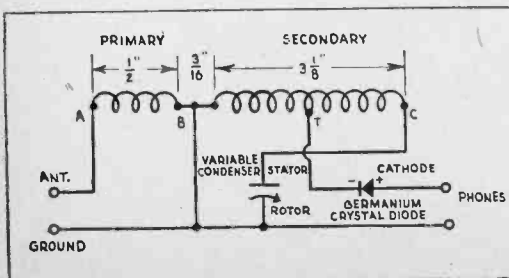 PRIMARY
3"
16
SECONDARY
1"
2
3 1"
8
A
B
T
C
VARIABLE
CONDENSER
STATOR
CATHODE
- +
ANT.
ROTOR
GERMANIUM
CRYSTAL DIODE
PHONES
GROUND